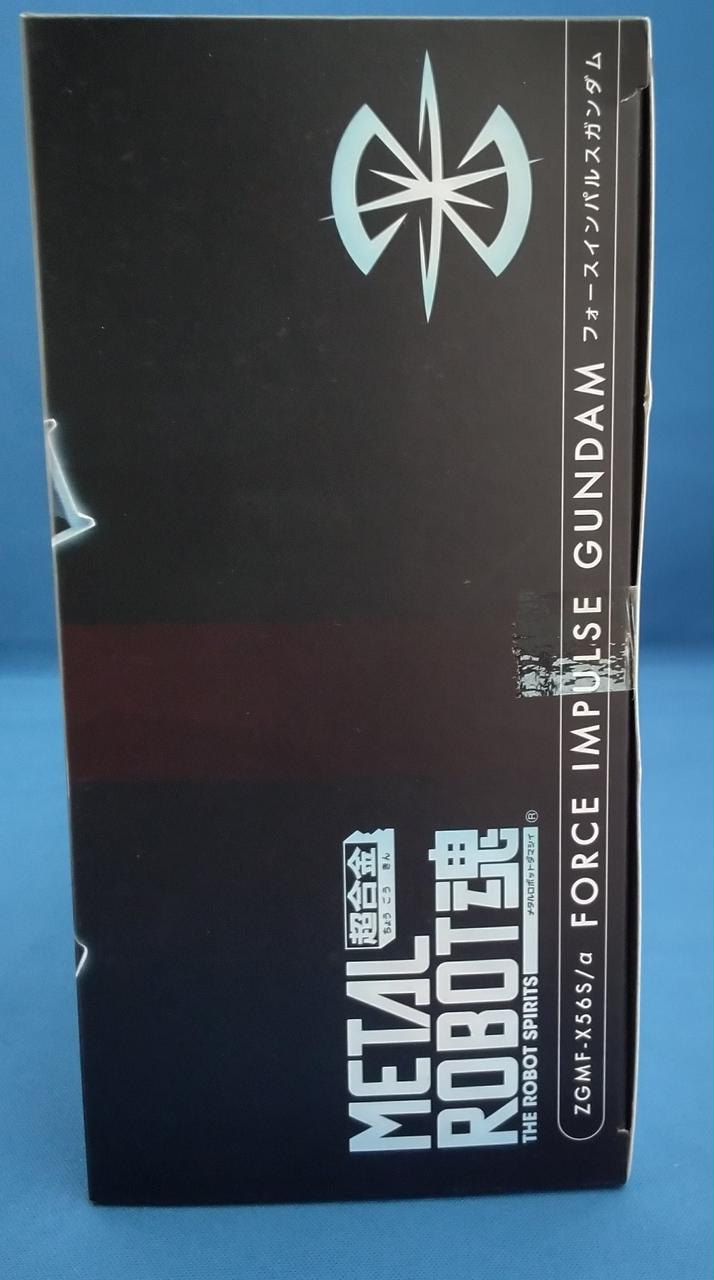 超合金
ちょう ごう きん
METAL
ROBOT魂
メタルロボットダマシイ
®
THE ROBOT SPIRITS
ZGMF-X56S/α FORCE IMPULSE GUNDAM フォースインパルスガンダム